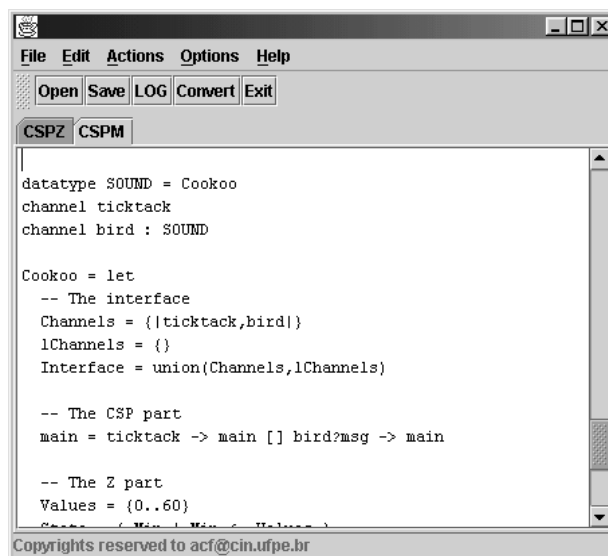 File Edit Actions Options Help
Open Save LOG Convert Exit
CSPZ CSPM
datatype SOUND = Cookoo
channel ticktack
channel bird : SOUND
Cookoo = let
-- The interface
Channels = {|ticktack,bird|}
lChannels = {}
Interface = union(Channels,lChannels)
-- The CSP part
main = ticktack -> main [] bird?msg -> main
-- The Z part
Values = {0..60}
Copyrights reserved to acf@cin.ufpe.br